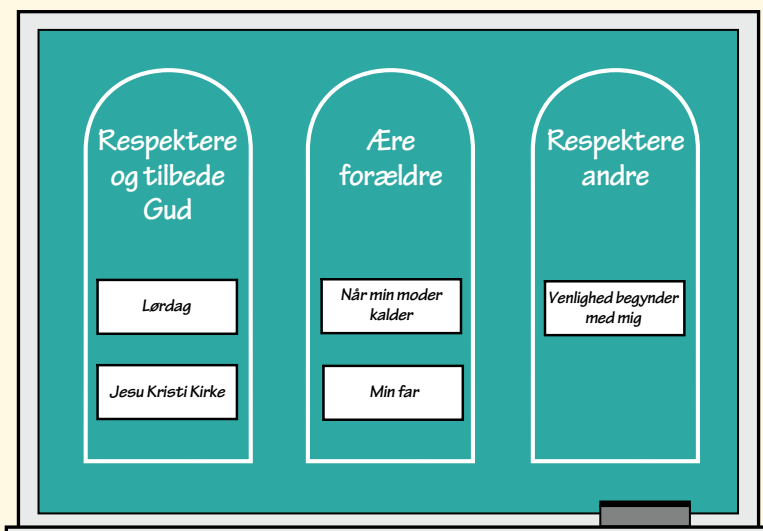 Respektere
og tilbede
Gud
Lørdag
Jesu Kristi Kirke
Ære
forældre
Når min moder
kalder
Min far
Respektere
andre
Venlighed begynder
med mig